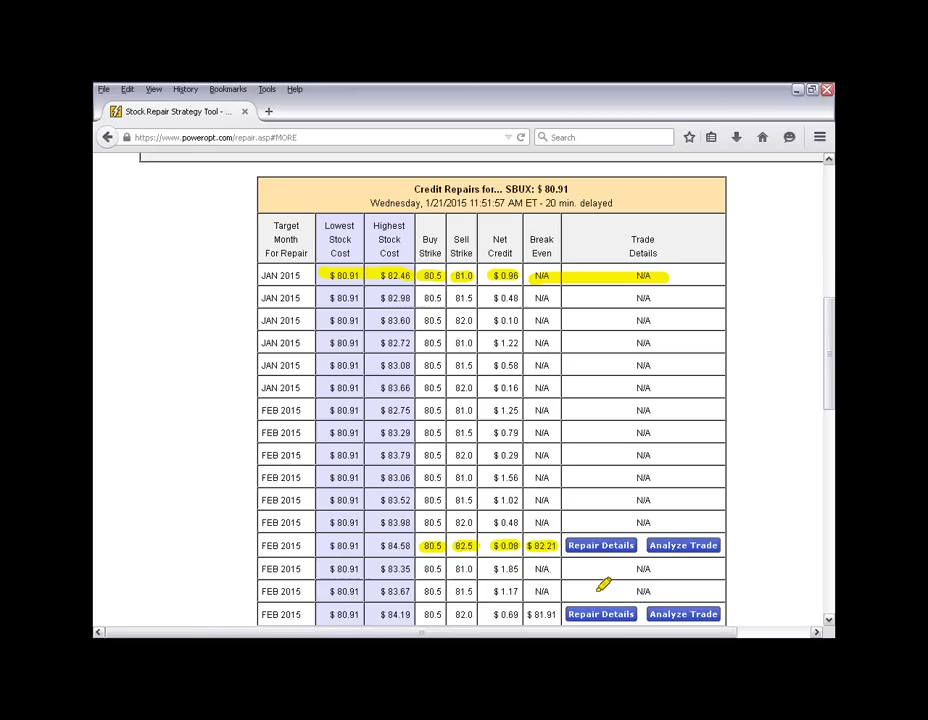 File Edit View History Bookmarks Tools Help
Stock Repair Strategy Tool - ... × +
https://www.poweropt.com/repair.asp#MORE Search
Credit Repairs for... SBUX: $ 80.91
Wednesday, 1/21/2015 11:51:57 AM ET - 20 min. delayed
Target Month For Repair Lowest Stock Cost Highest Stock Cost Buy Strike Sell Strike Net Credit Break Even Trade Details
JAN 2015 $ 80.91 $ 82.46 80.5 81.0 $ 0.96 N/A N/A
JAN 2015 $ 80.91 $ 82.98 80.5 81.5 $ 0.48 N/A N/A
JAN 2015 $ 80.91 $ 83.60 80.5 82.0 $ 0.10 N/A N/A
JAN 2015 $ 80.91 $ 82.72 80.5 81.0 $ 1.22 N/A N/A
JAN 2015 $ 80.91 $ 83.08 80.5 81.5 $ 0.58 N/A N/A
JAN 2015 $ 80.91 $ 83.66 80.5 82.0 $ 0.16 N/A N/A
FEB 2015 $ 80.91 $ 82.75 80.5 81.0 $ 1.25 N/A N/A
FEB 2015 $ 80.91 $ 83.29 80.5 81.5 $ 0.79 N/A N/A
FEB 2015 $ 80.91 $ 83.79 80.5 82.0 $ 0.29 N/A N/A
FEB 2015 $ 80.91 $ 83.06 80.5 81.0 $ 1.56 N/A N/A
FEB 2015 $ 80.91 $ 83.52 80.5 81.5 $ 1.02 N/A N/A
FEB 2015 $ 80.91 $ 83.98 80.5 82.0 $ 0.48 N/A N/A
FEB 2015 $ 80.91 $ 84.58 80.5 82.5 $ 0.08 $ 82.21 Repair Details Analyze Trade
FEB 2015 $ 80.91 $ 83.35 80.5 81.0 $ 1.85 N/A N/A
FEB 2015 $ 80.91 $ 83.67 80.5 81.5 $ 1.17 N/A N/A
FEB 2015 $ 80.91 $ 84.19 80.5 82.0 $ 0.69 $ 81.91 Repair Details Analyze Trade